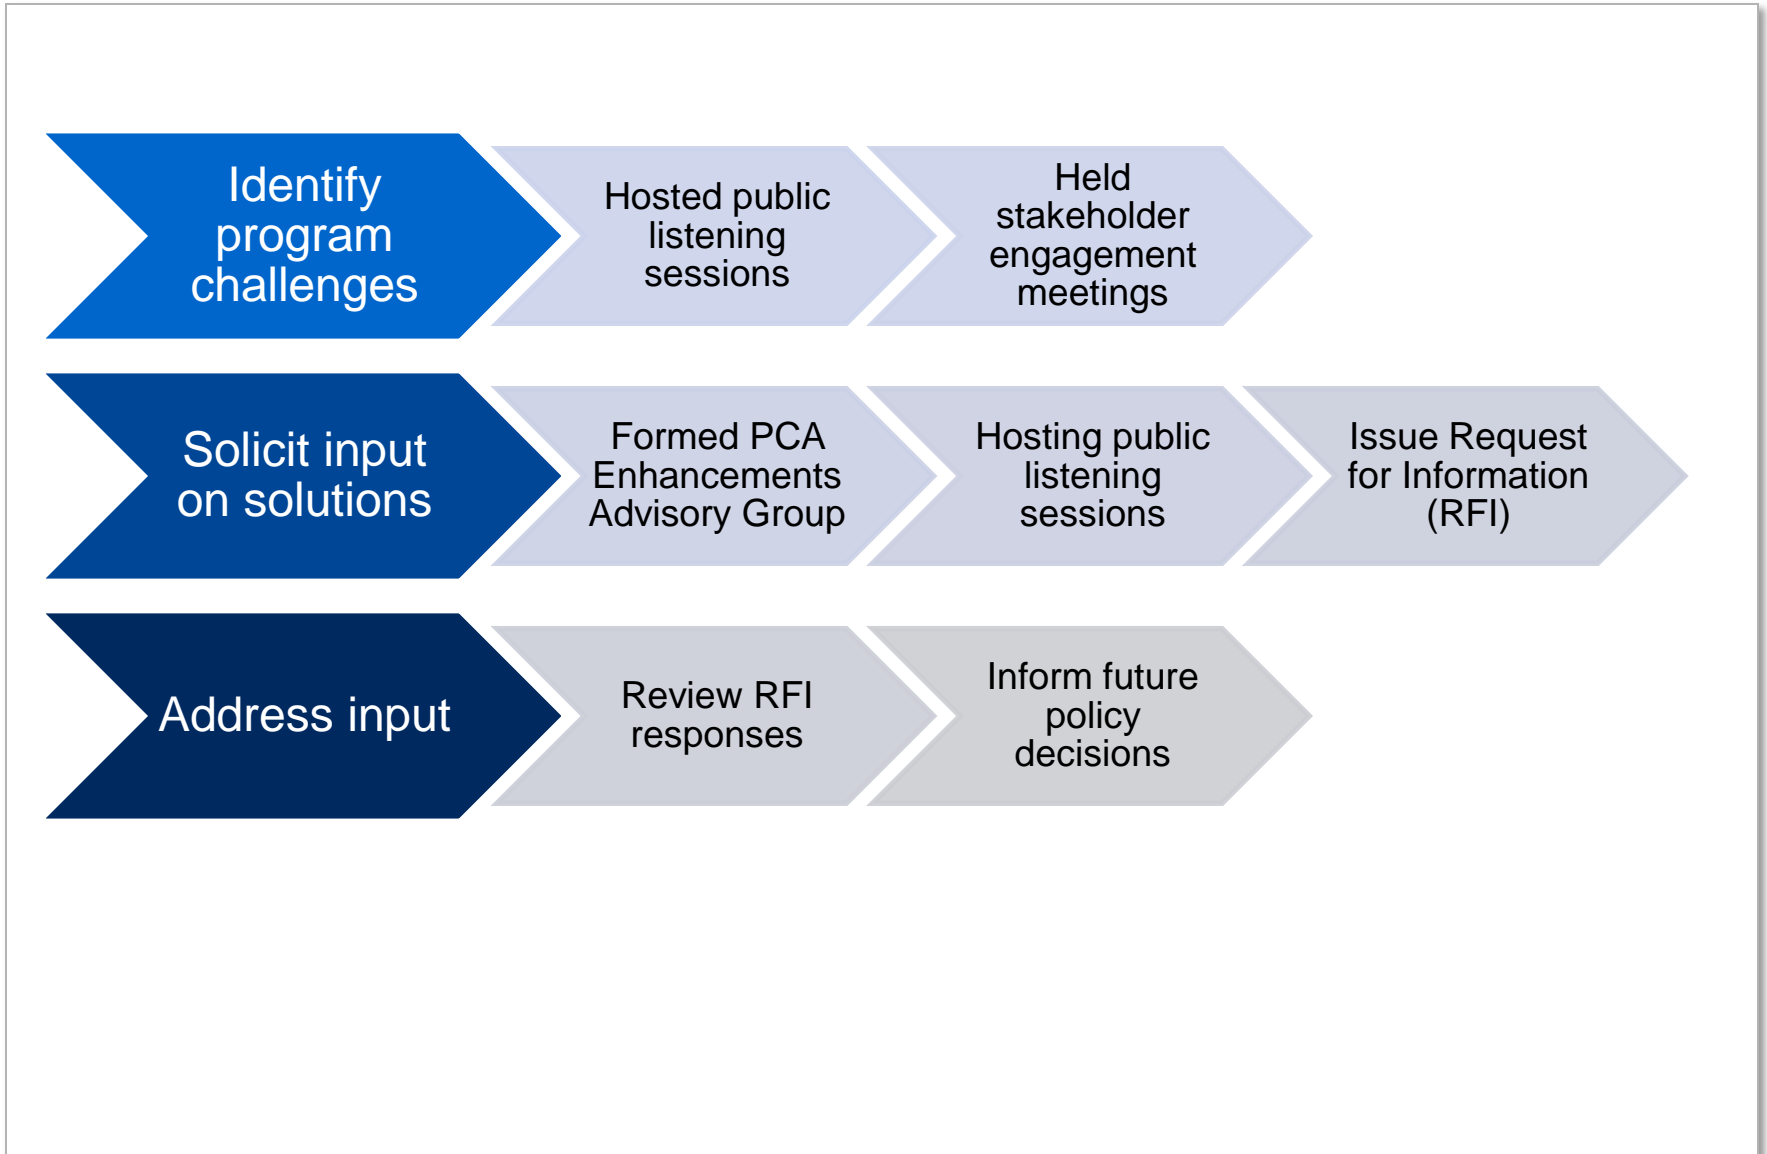 Identify
program
challenges
Hosted public
listening
sessions
Held
stakeholder
engagement
meetings
Solicit input
on solutions
Formed PCA
Enhancements
Advisory Group
Hosting public
listening
sessions
Issue Request
for Information
(RFI)
Address input
Review RFI
responses
Inform future
policy
decisions